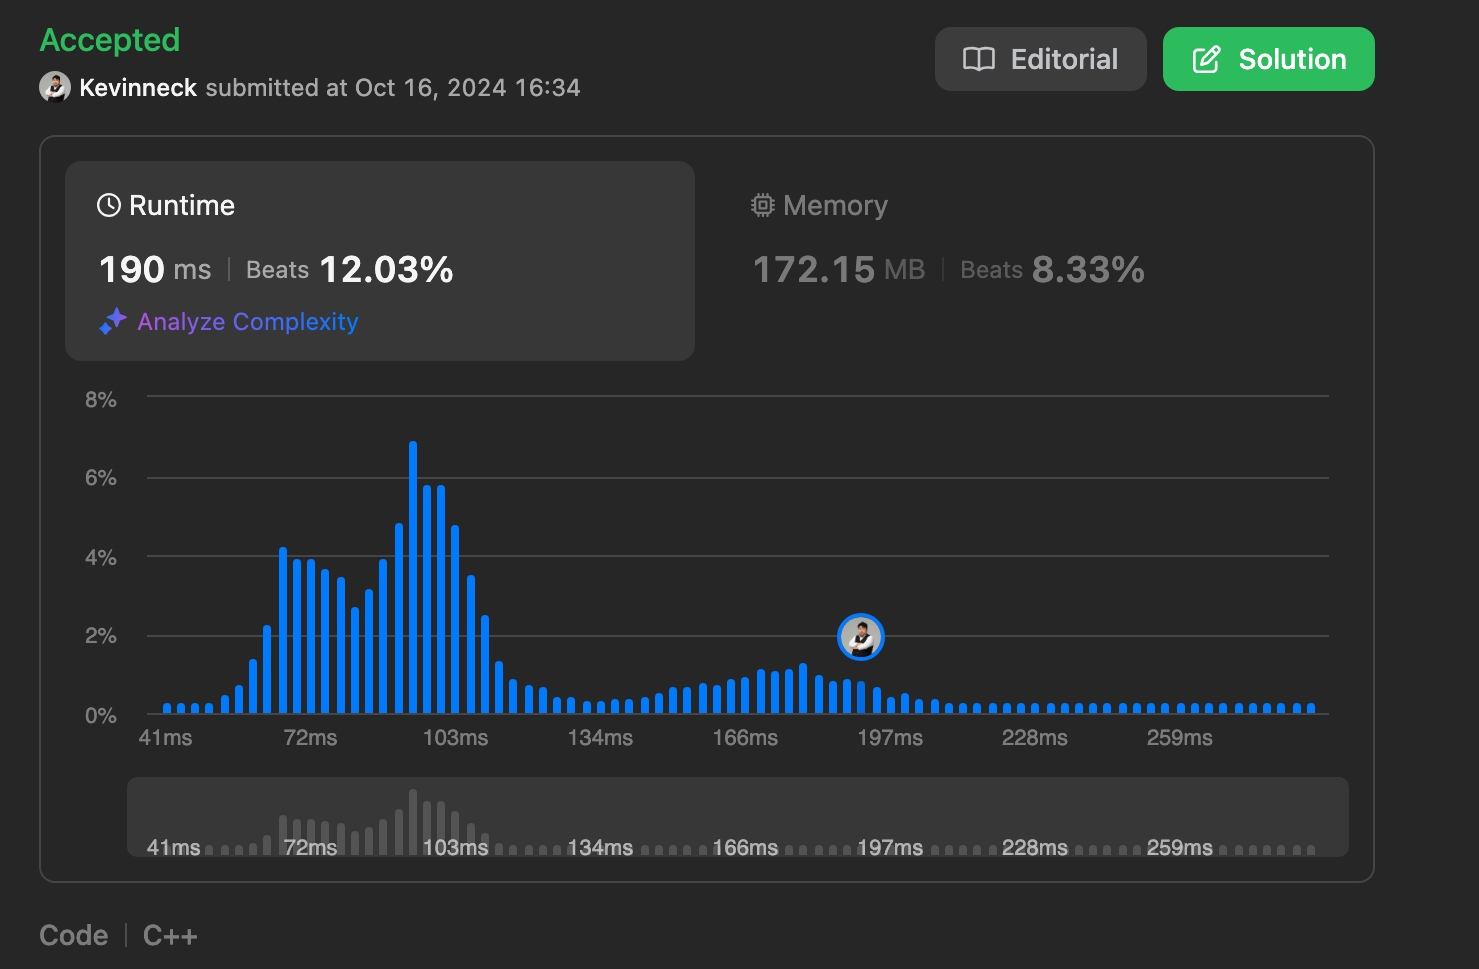 Accepted
Kevinneck submitted at Oct 16, 2024 16:34
Editorial
Solution
Runtime
190 ms | Beats 12.03%
Analyze Complexity
Memory
172.15 MB | Beats 8.33%
8%
6%
4%
2%
0%
41ms 72ms 103ms 134ms 166ms 197ms 228ms 259ms
41ms 72ms 103ms 134ms 166ms 197ms 228ms 259ms
Code | C++